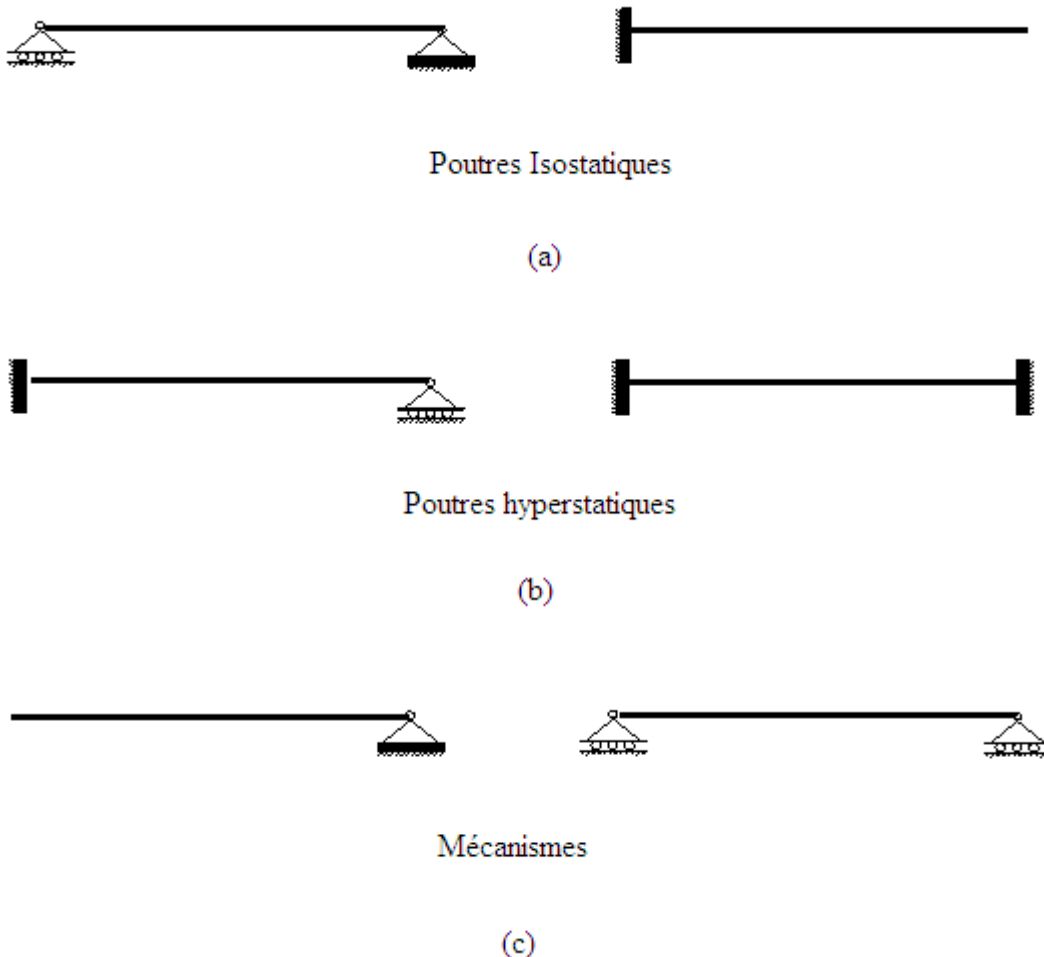 Poutres Isostatiques
(a)
Poutres hyperstatiques
(b)
Mécanismes
(c)